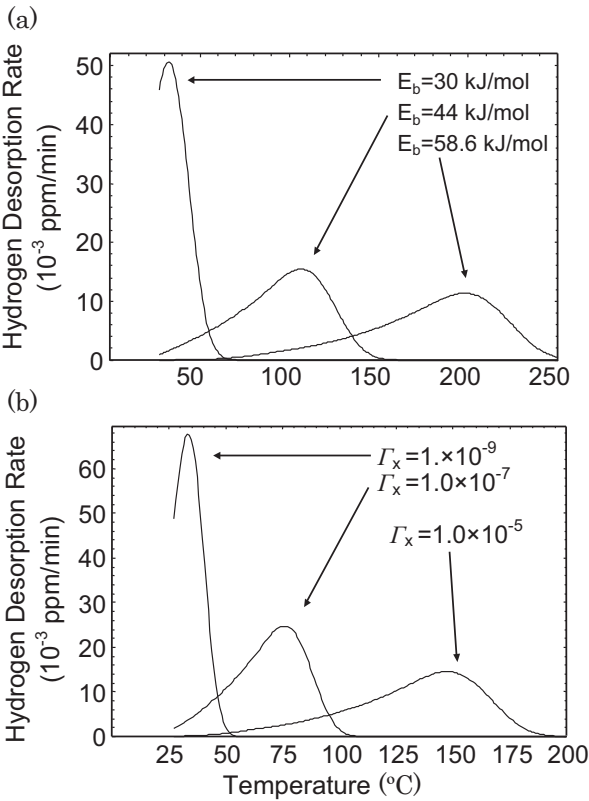 (a)
Hydrogen Desorption Rate
(10⁻³ ppm/min)
50
40
30
20
10
0
E_b=30 kJ/mol
E_b=44 kJ/mol
E_b=58.6 kJ/mol
50 100 150 200 250
(b)
Hydrogen Desorption Rate
(10⁻³ ppm/min)
60
50
40
30
20
10
0
Γ_x=1.×10⁻⁹
Γ_x=1.0×10⁻⁷
Γ_x=1.0×10⁻⁵
25 50 75 100 125 150 175 200
Temperature (°C)